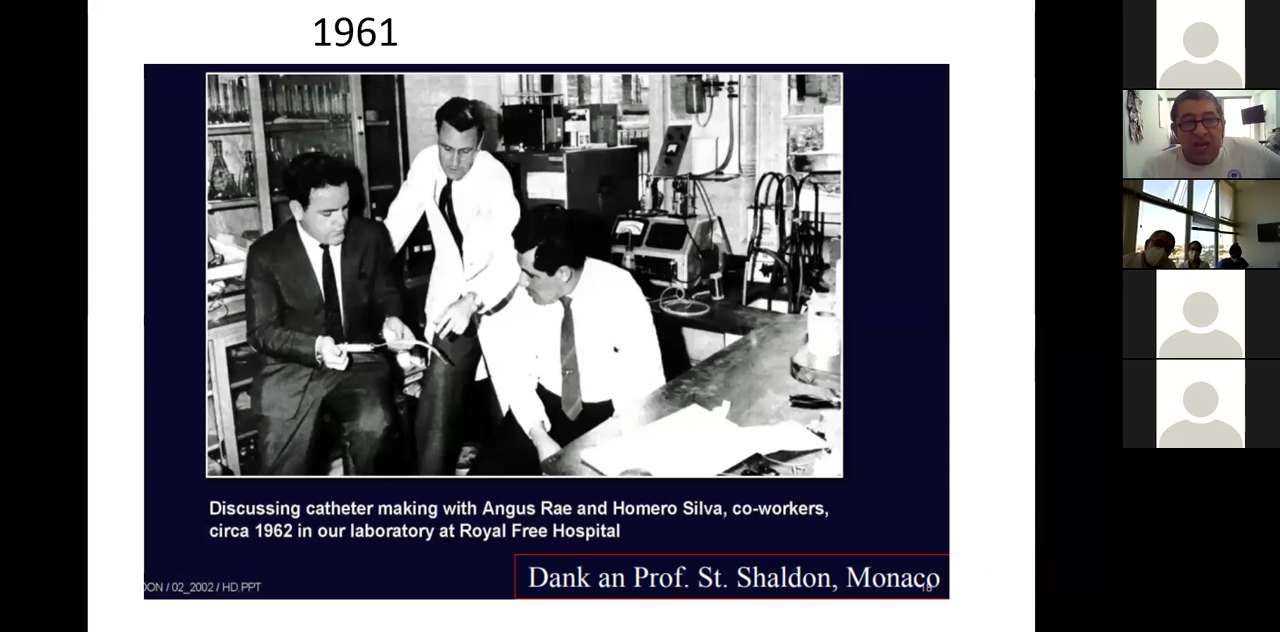 1961
Discussing catheter making with Angus Rae and Homero Silva, co-workers,
circa 1962 in our laboratory at Royal Free Hospital
DON / 02_2002 / HD.PPT
Dank an Prof. St. Shaldon, Monaco